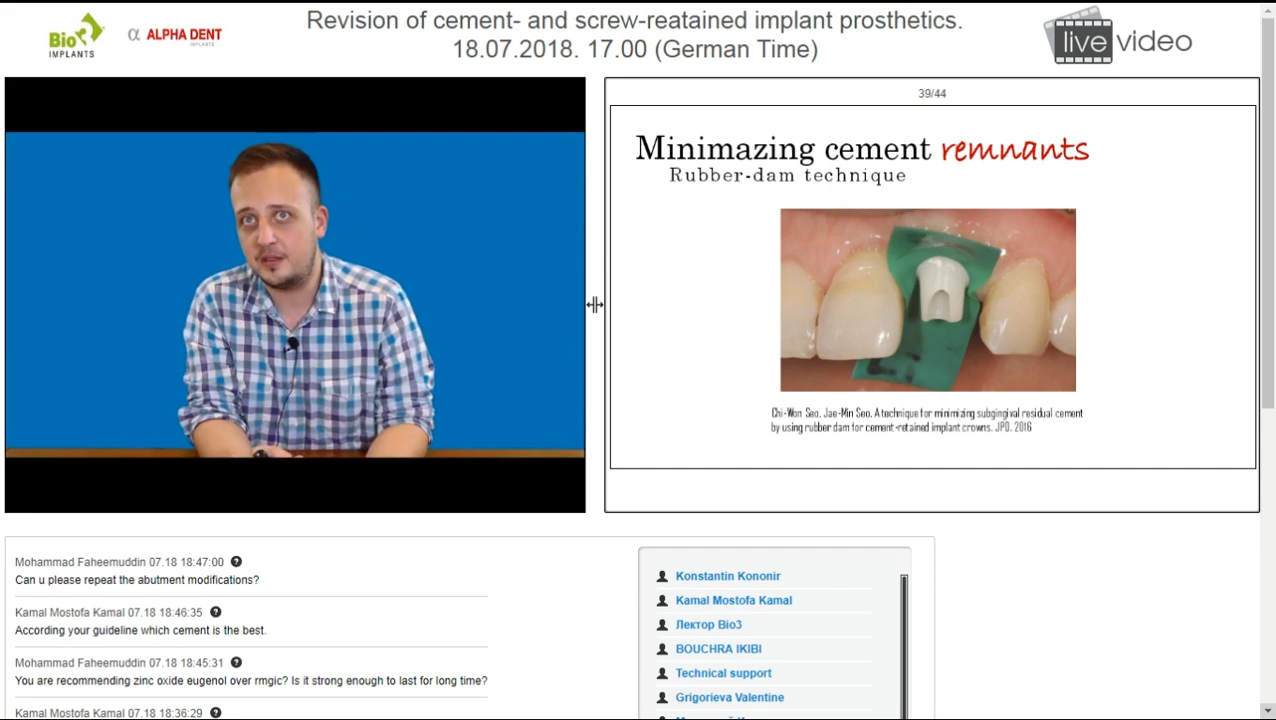 Revision of cement- and screw-reatained implant prosthetics.
18.07.2018. 17.00 (German Time)
Bio
IMPLANTS
α ALPHA DENT
IMPLANTS
live video
39/44
Minimazing cement remnants
Rubber-dam technique
Chi-Won Seo, Jae-Min Seo. A technique for minimizing subgingival residual cement
by using rubber dam for cement-retained implant crowns. JPD. 2016
Mohammad Faheemuddin 07.18 18:47:00
Can u please repeat the abutment modifications?
Kamal Mostofa Kamal 07.18 18:46:35
According your guideline which cement is the best.
Mohammad Faheemuddin 07.18 18:45:31
You are recommending zinc oxide eugenol over rmgic? Is it strong enough to last for long time?
Kamal Mostofa Kamal 07.18 18:36:29
Konstantin Kononir
Kamal Mostofa Kamal
Лектор Bio3
BOUCHRA IKIBI
Technical support
Grigorieva Valentine